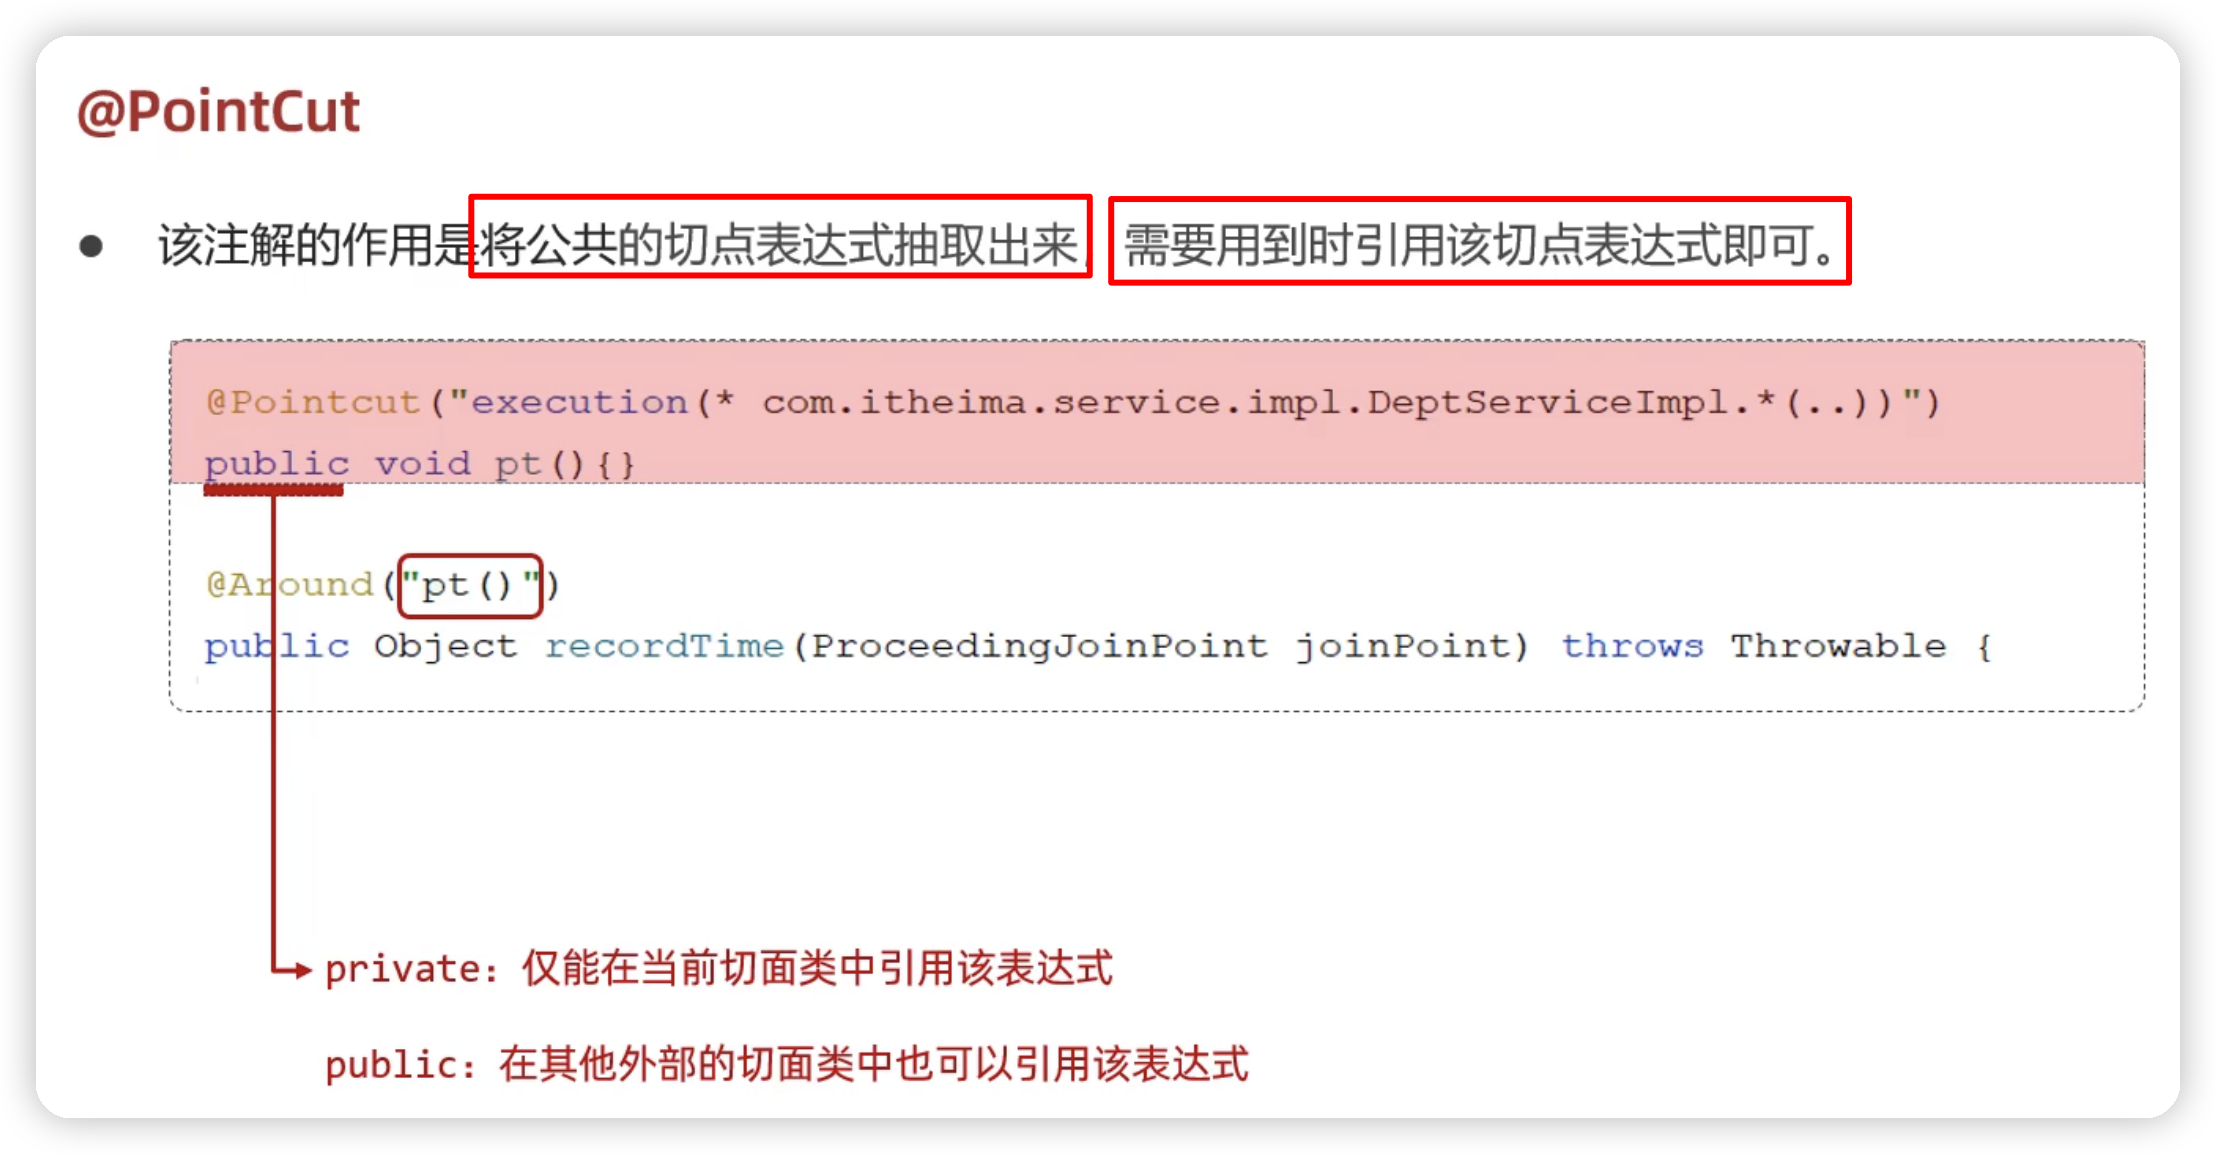 @PointCut
● 该注解的作用是将公共的切点表达式抽取出来，需要用到时引用该切点表达式即可。
@Pointcut("execution(* com.itheima.service.impl.DeptServiceImpl.*(..))")
public void pt(){}
@Around("pt()")
public Object recordTime(ProceedingJoinPoint joinPoint) throws Throwable {
private：仅能在当前切面类中引用该表达式
public：在其他外部的切面类中也可以引用该表达式